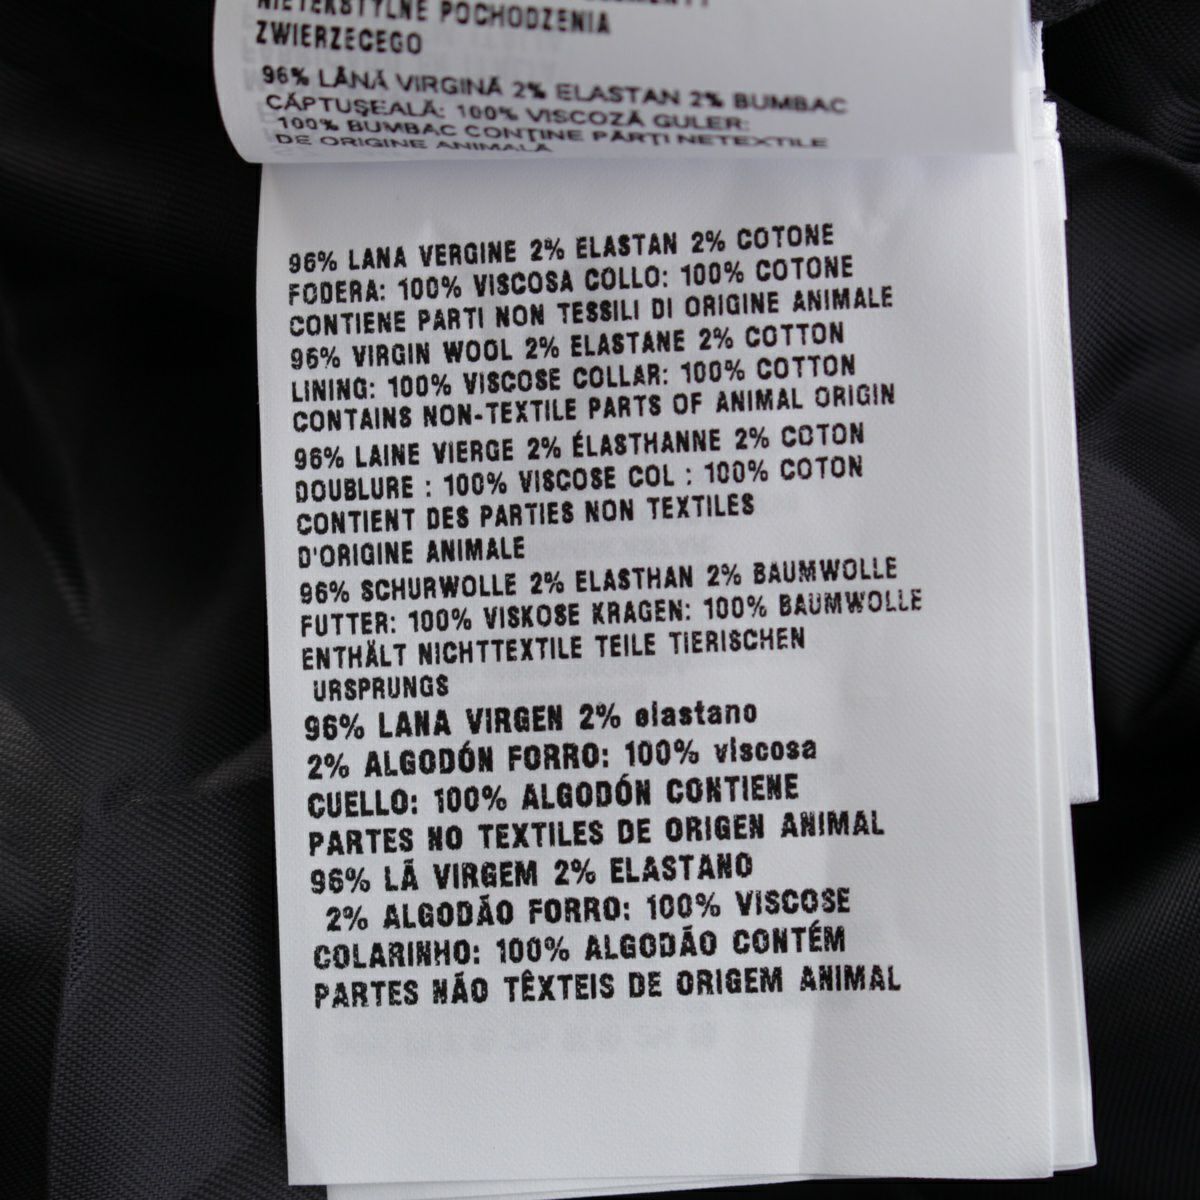 NIETEKSTYLNE POCHODZENIA
ZWIERZECEGO
96% LÂNĂ VIRGINĂ 2% ELASTAN 2% BUMBAC
CĂPTUȘEALĂ: 100% VISCOZĂ GULER:
100% BUMBAC CONȚINE PĂRȚI NETEXTILE
DE ORIGINE ANIMALĂ
96% LANA VERGINE 2% ELASTAN 2% COTONE
FODERA: 100% VISCOSA COLLO: 100% COTONE
CONTIENE PARTI NON TESSILI DI ORIGINE ANIMALE
96% VIRGIN WOOL 2% ELASTANE 2% COTTON
LINING: 100% VISCOSE COLLAR: 100% COTTON
CONTAINS NON-TEXTILE PARTS OF ANIMAL ORIGIN
96% LAINE VIERGE 2% ÉLASTHANNE 2% COTON
DOUBLURE : 100% VISCOSE COL : 100% COTON
CONTIENT DES PARTIES NON TEXTILES
D'ORIGINE ANIMALE
96% SCHURWOLLE 2% ELASTHAN 2% BAUMWOLLE
FUTTER: 100% VISKOSE KRAGEN: 100% BAUMWOLLE
ENTHÄLT NICHTTEXTILE TEILE TIERISCHEN
URSPRUNGS
96% LANA VIRGEN 2% elastano
2% ALGODÓN FORRO: 100% viscosa
CUELLO: 100% ALGODÓN CONTIENE
PARTES NO TEXTILES DE ORIGEN ANIMAL
96% LÃ VIRGEM 2% ELASTANO
2% ALGODÃO FORRO: 100% VISCOSE
COLARINHO: 100% ALGODÃO CONTÉM
PARTES NÃO TÊXTEIS DE ORIGEM ANIMAL